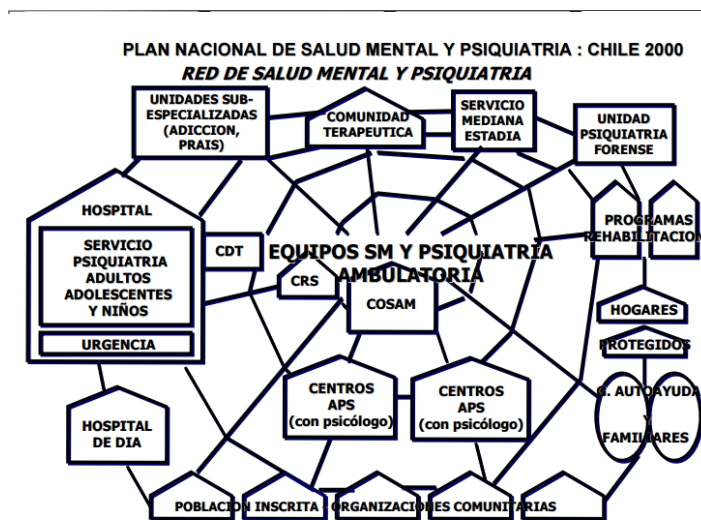 PLAN NACIONAL DE SALUD MENTAL Y PSIQUIATRIA : CHILE 2000
RED DE SALUD MENTAL Y PSIQUIATRIA
UNIDADES SUB-
ESPECIALIZADAS
(ADICCION,
PRAIS)
COMUNIDAD
TERAPEUTICA
SERVICIO
MEDIANA
ESTADIA
UNIDAD
PSIQUIATRIA
FORENSE
HOSPITAL
SERVICIO
PSIQUIATRIA
ADULTOS
ADOLESCENTES
Y NIÑOS
URGENCIA
CDT
EQUIPOS SM Y PSIQUIATRIA
AMBULATORIA
CRS
COSAM
PROGRAMAS
REHABILITACION
HOGARES
PROTEGIDOS
CENTROS
APS
(con psicólogo)
CENTROS
APS
(con psicólogo)
G. AUTOAYUDA
Y
FAMILIARES
HOSPITAL
DE DIA
POBLACION INSCRITA - ORGANIZACIONES COMUNITARIAS